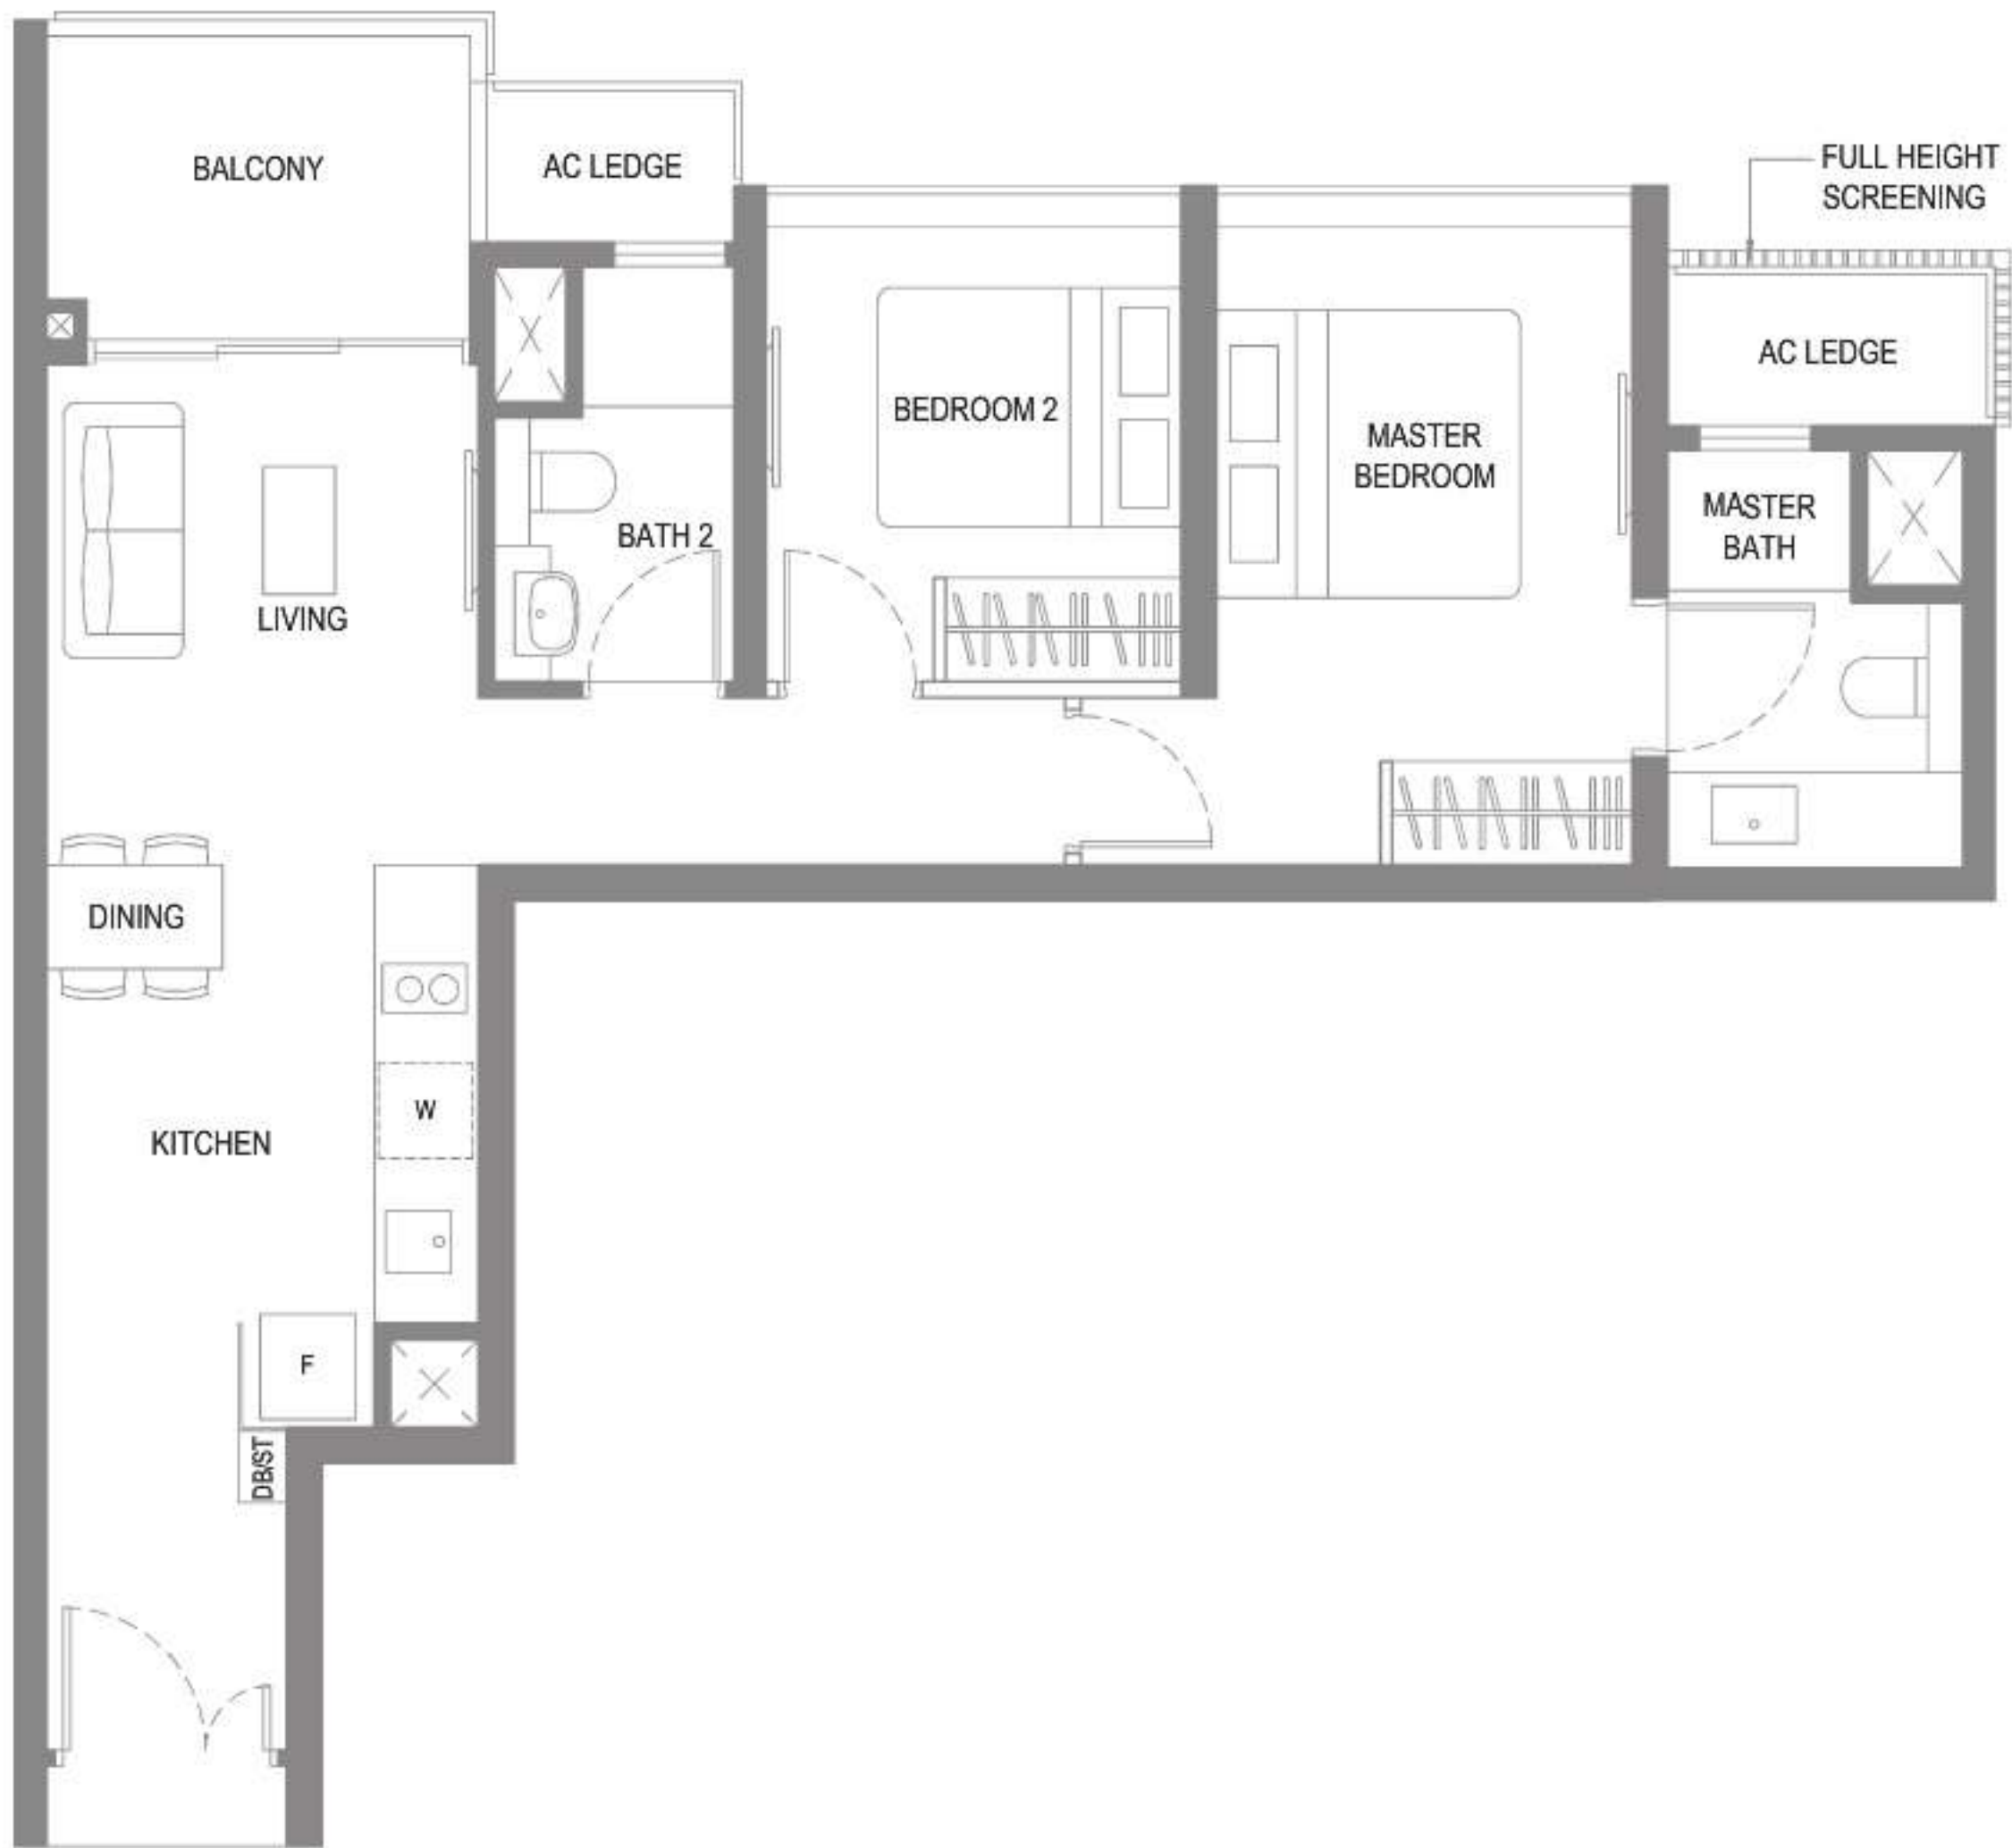 BALCONY
AC LEDGE
FULL HEIGHT
SCREENING
AC LEDGE
BEDROOM 2
MASTER
BEDROOM
MASTER
BATH
BATH 2
LIVING
DINING
W
KITCHEN
F
DB/ST